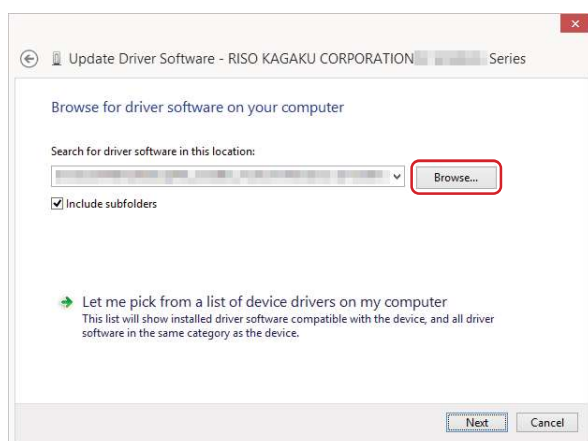 Update Driver Software - RISO KAGAKU CORPORATION Series
Browse for driver software on your computer
Search for driver software in this location:
Browse...
Include subfolders
Let me pick from a list of device drivers on my computer
This list will show installed driver software compatible with the device, and all driver
software in the same category as the device.
Next Cancel